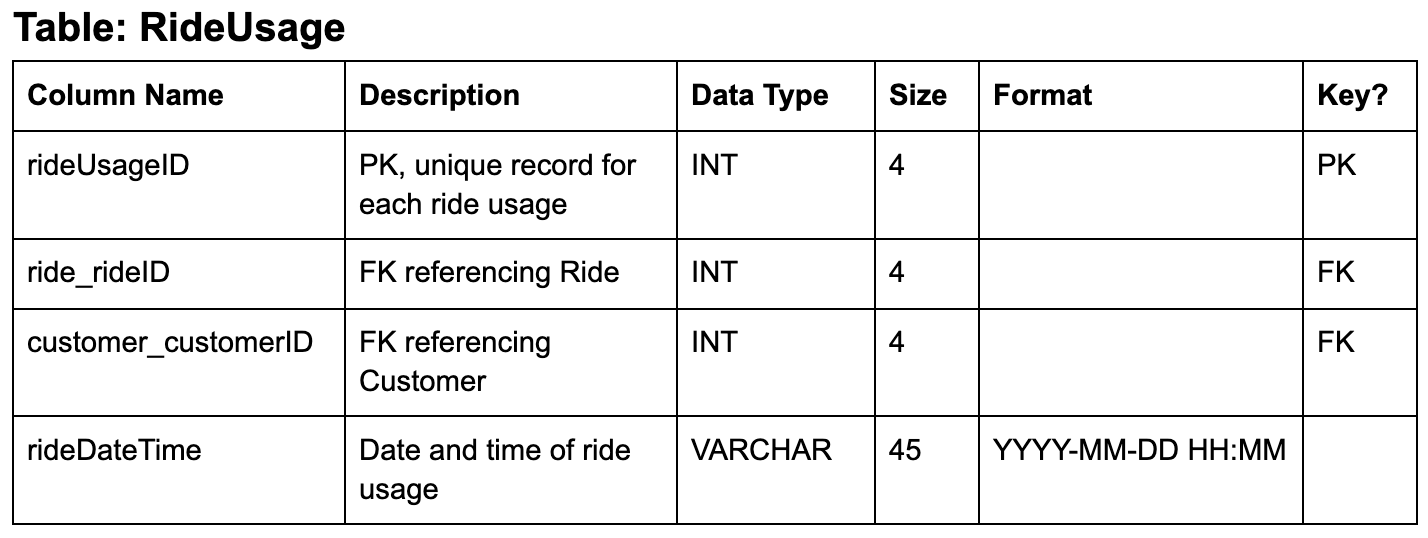 Table: RideUsage
Column Name Description Data Type Size Format Key?
rideUsageID PK, unique record for INT 4 PK
each ride usage
ride_rideID FK referencing Ride INT 4 FK
customer_customerID FK referencing INT 4 FK
Customer
rideDateTime Date and time of ride VARCHAR 45 YYYY-MM-DD HH:MM
usage